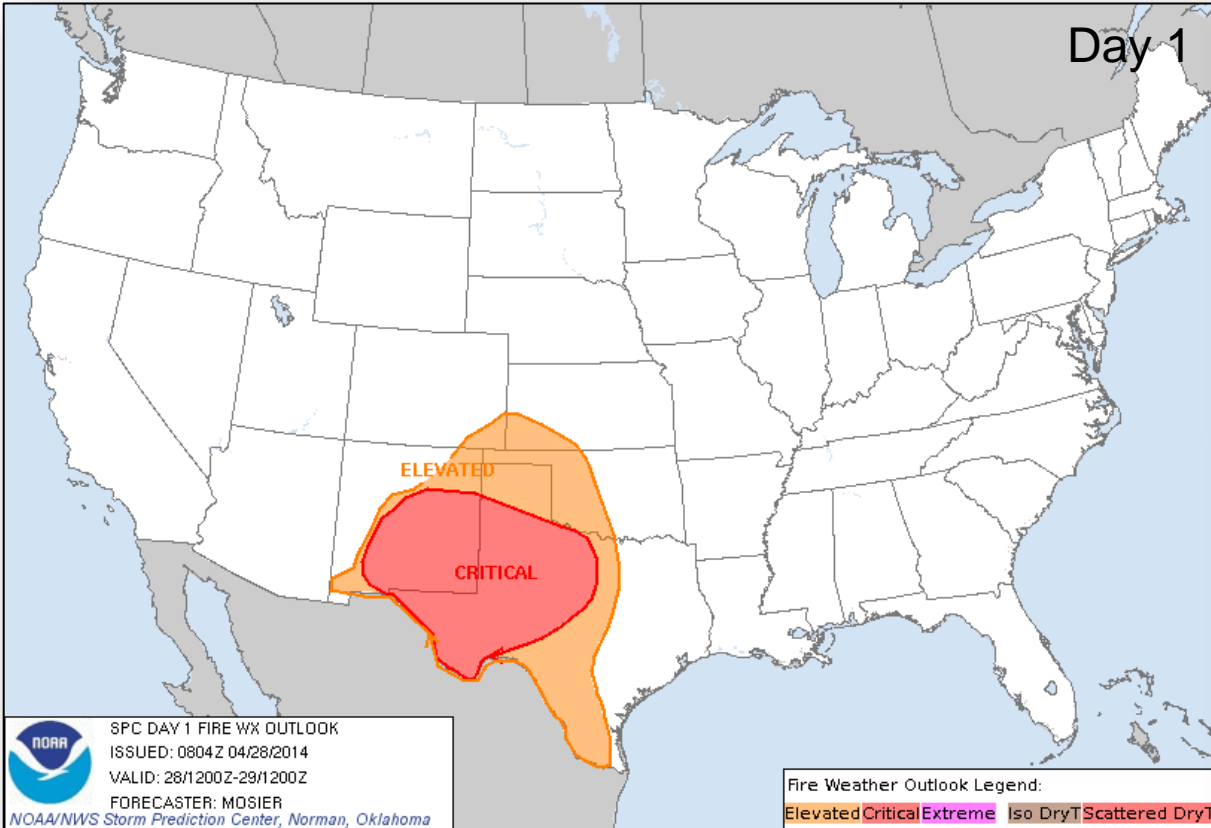 Day 1
ELEVATED
CRITICAL
NOAA
SPC DAY 1 FIRE WX OUTLOOK
ISSUED: 0804Z 04/28/2014
VALID: 28/1200Z-29/1200Z
FORECASTER: MOSIER
NOAA/NWS Storm Prediction Center, Norman, Oklahoma
Fire Weather Outlook Legend:
Elevated Critical Extreme Iso DryT Scattered DryT